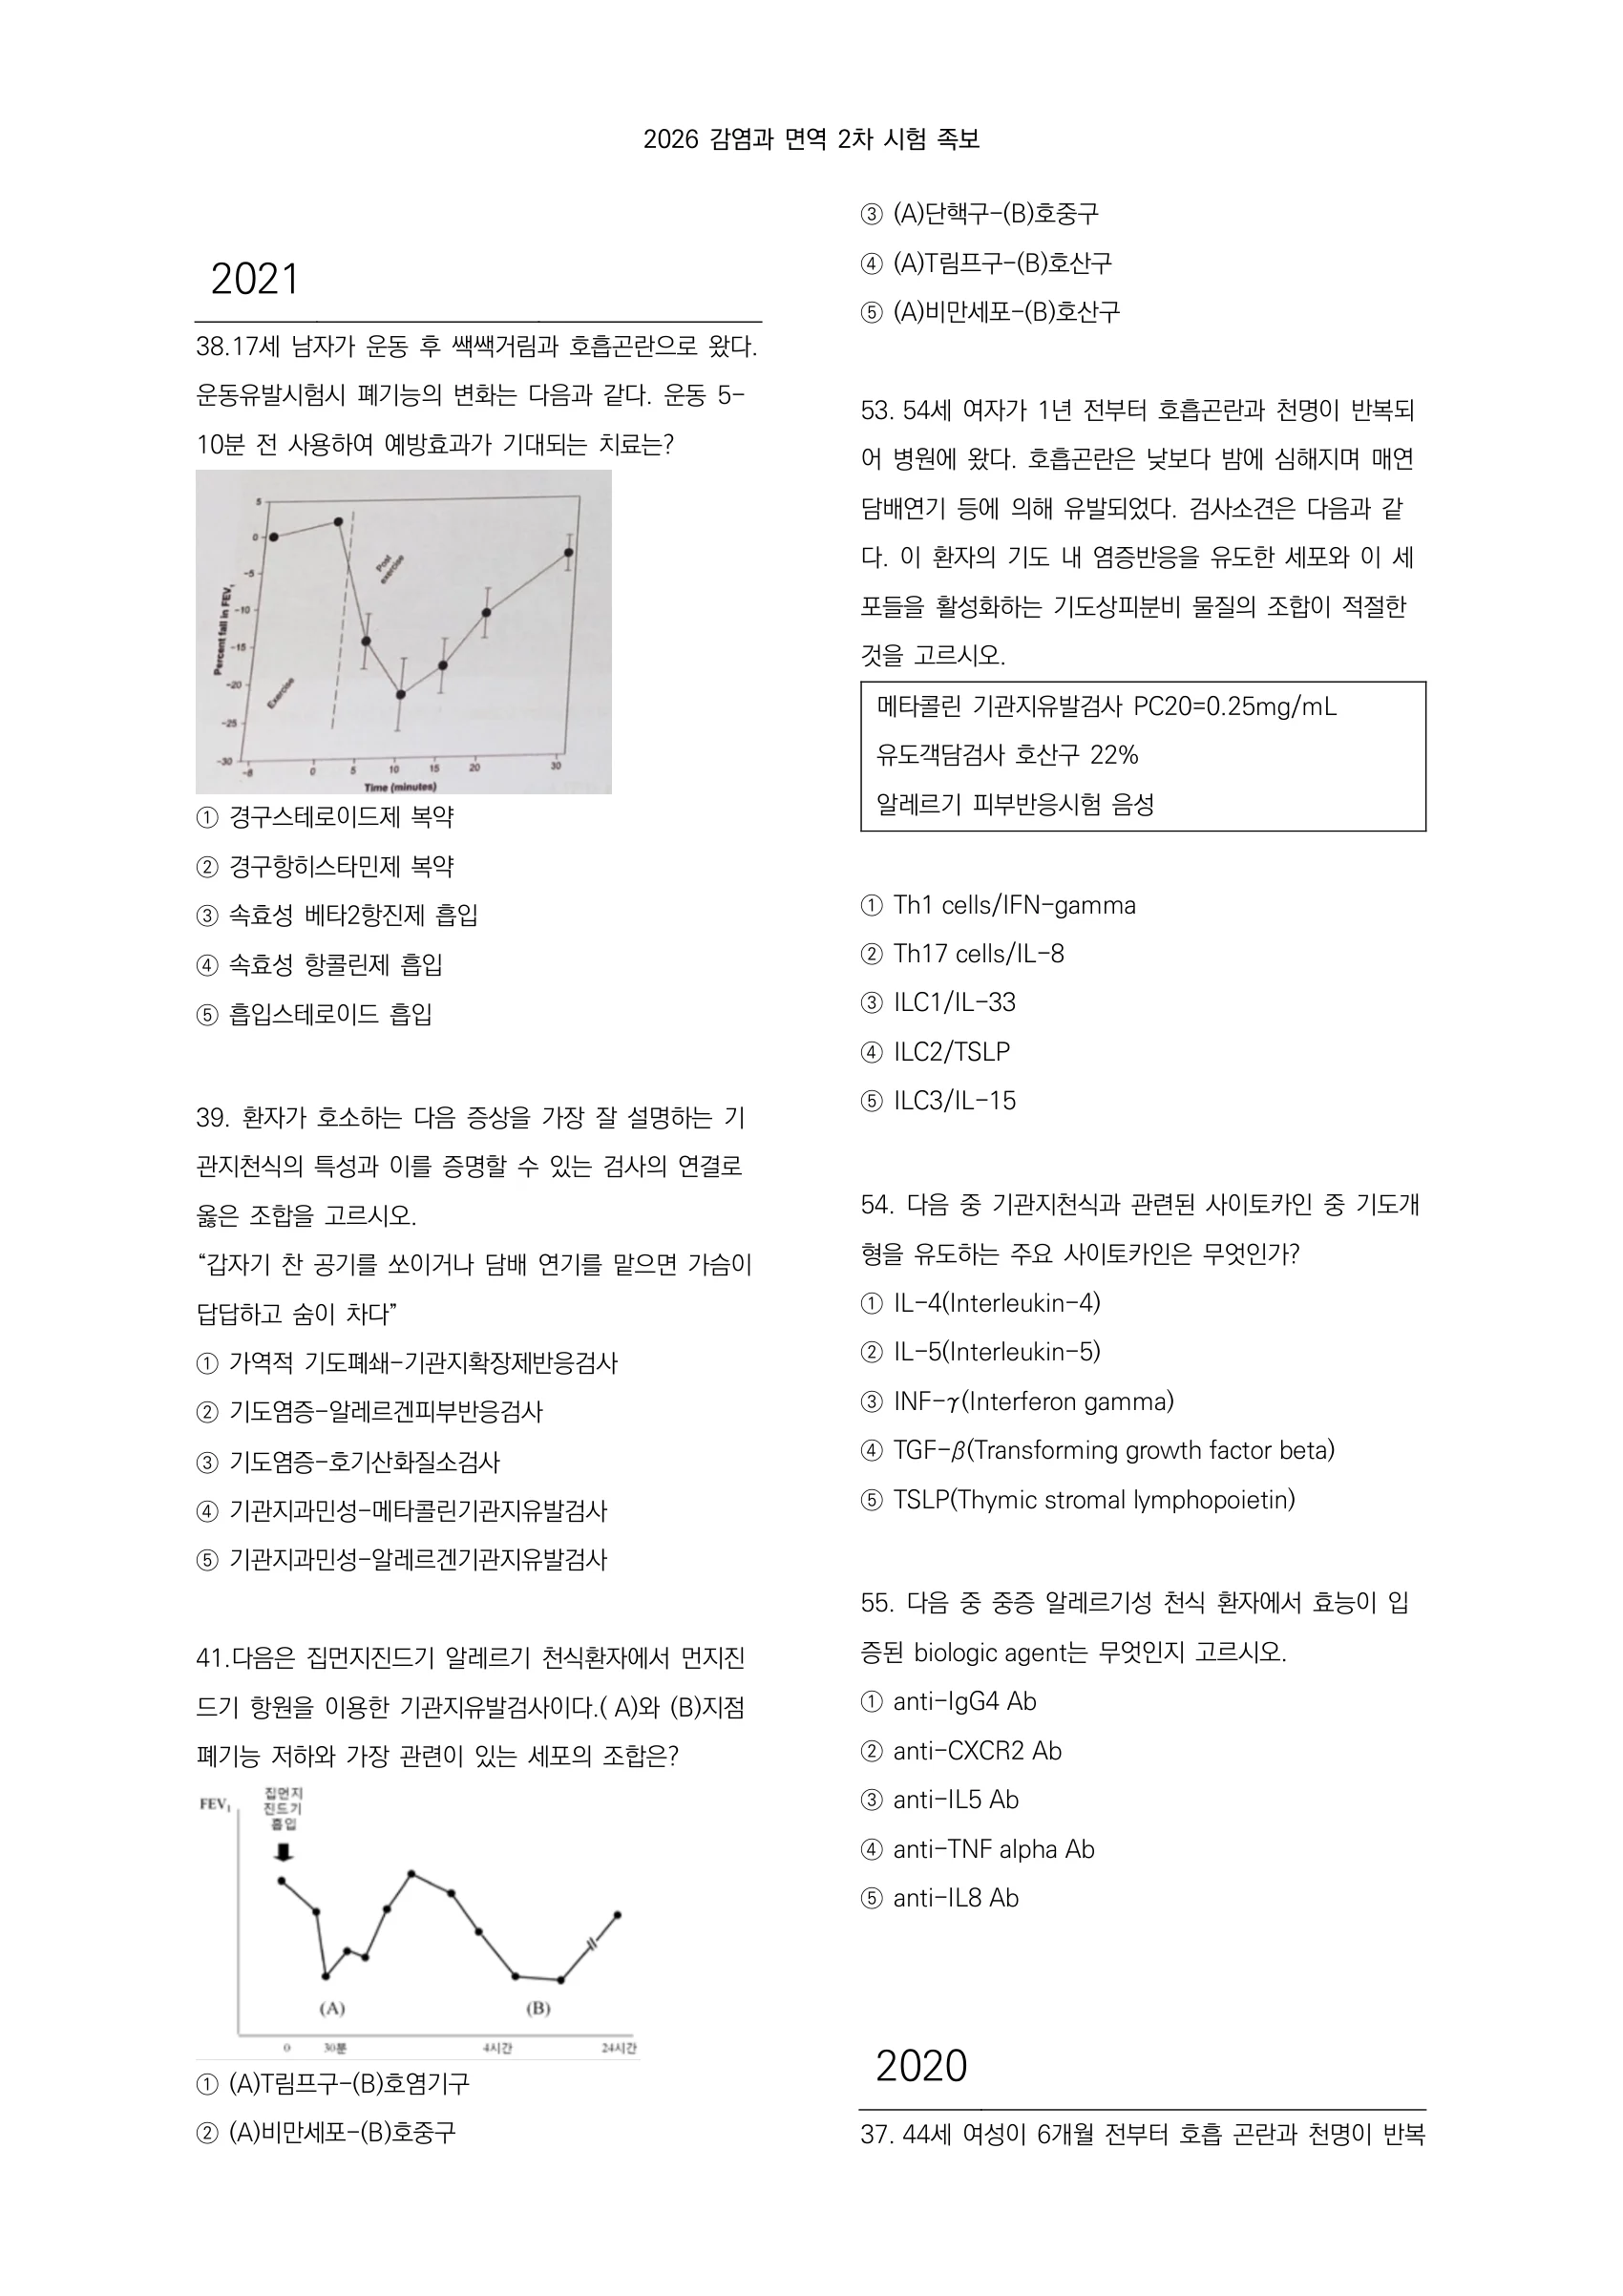 2026 감염과 면역 2차 시험 족보
2021
38.17세 남자가 운동 후 쌕쌕거림과 호흡곤란으로 왔다.
운동유발시험시 폐기능의 변화는 다음과 같다. 운동 5-
10분 전 사용하여 예방효과가 기대되는 치료는?
5
0
-5
-10
-15
-20
-25
-30
Percent fall in FEV1
Exercise
Post exercise
-8 0 5 10 15 20 30
Time (minutes)
① 경구스테로이드제 복약
② 경구항히스타민제 복약
③ 속효성 베타2항진제 흡입
④ 속효성 항콜린제 흡입
⑤ 흡입스테로이드 흡입
39. 환자가 호소하는 다음 증상을 가장 잘 설명하는 기
관지천식의 특성과 이를 증명할 수 있는 검사의 연결로
옳은 조합을 고르시오.
“갑자기 찬 공기를 쏘이거나 담배 연기를 맡으면 가슴이
답답하고 숨이 차다”
① 가역적 기도폐쇄-기관지확장제반응검사
② 기도염증-알레르겐피부반응검사
③ 기도염증-호기산화질소검사
④ 기관지과민성-메타콜린기관지유발검사
⑤ 기관지과민성-알레르겐기관지유발검사
41.다음은 집먼지진드기 알레르기 천식환자에서 먼지진
드기 항원을 이용한 기관지유발검사이다.( A)와 (B)지점
폐기능 저하와 가장 관련이 있는 세포의 조합은?
FEV1
집먼지
진드기
흡입
(A) (B)
0 30분 4시간 24시간
① (A)T림프구-(B)호염기구
② (A)비만세포-(B)호중구
③ (A)단핵구-(B)호중구
④ (A)T림프구-(B)호산구
⑤ (A)비만세포-(B)호산구
53. 54세 여자가 1년 전부터 호흡곤란과 천명이 반복되
어 병원에 왔다. 호흡곤란은 낮보다 밤에 심해지며 매연
담배연기 등에 의해 유발되었다. 검사소견은 다음과 같
다. 이 환자의 기도 내 염증반응을 유도한 세포와 이 세
포들을 활성화하는 기도상피분비 물질의 조합이 적절한
것을 고르시오.
메타콜린 기관지유발검사 PC20=0.25mg/mL
유도객담검사 호산구 22%
알레르기 피부반응시험 음성
① Th1 cells/IFN-gamma
② Th17 cells/IL-8
③ ILC1/IL-33
④ ILC2/TSLP
⑤ ILC3/IL-15
54. 다음 중 기관지천식과 관련된 사이토카인 중 기도개
형을 유도하는 주요 사이토카인은 무엇인가?
① IL-4(Interleukin-4)
② IL-5(Interleukin-5)
③ INF-γ(Interferon gamma)
④ TGF-β(Transforming growth factor beta)
⑤ TSLP(Thymic stromal lymphopoietin)
55. 다음 중 중증 알레르기성 천식 환자에서 효능이 입
증된 biologic agent는 무엇인지 고르시오.
① anti-IgG4 Ab
② anti-CXCR2 Ab
③ anti-IL5 Ab
④ anti-TNF alpha Ab
⑤ anti-IL8 Ab
2020
37. 44세 여성이 6개월 전부터 호흡 곤란과 천명이 반복